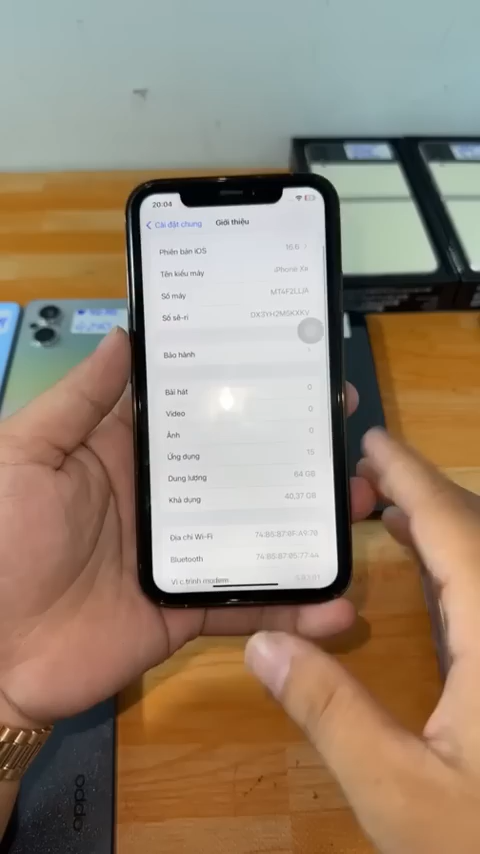 20:04
Cài đặt chung Giới thiệu
Phiên bản iOS 16.6
Tên kiểu máy iPhone Xs
Số máy MT4F2LL/A
Số sê-ri
Bảo hành
Bài hát 0
Video 0
Ảnh 0
Ứng dụng 15
Dung lượng 64 GB
Khả dụng 40,37 GB
Địa chỉ Wi-Fi
Bluetooth
modem
oppo